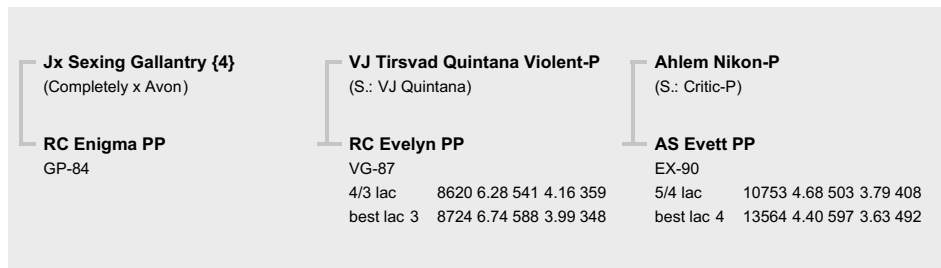 Jx Sexing Gallantry {4}
(Completely x Avon)
RC Enigma PP
GP-84
VJ Tirsvad Quintana Violent-P
(S.: VJ Quintana)
RC Evelyn PP
VG-87
4/3 lac 8620 6.28 541 4.16 359
best lac 3 8724 6.74 588 3.99 348
Ahlem Nikon-P
(S.: Critic-P)
AS Evett PP
EX-90
5/4 lac 10753 4.68 503 3.79 408
best lac 4 13564 4.40 597 3.63 492